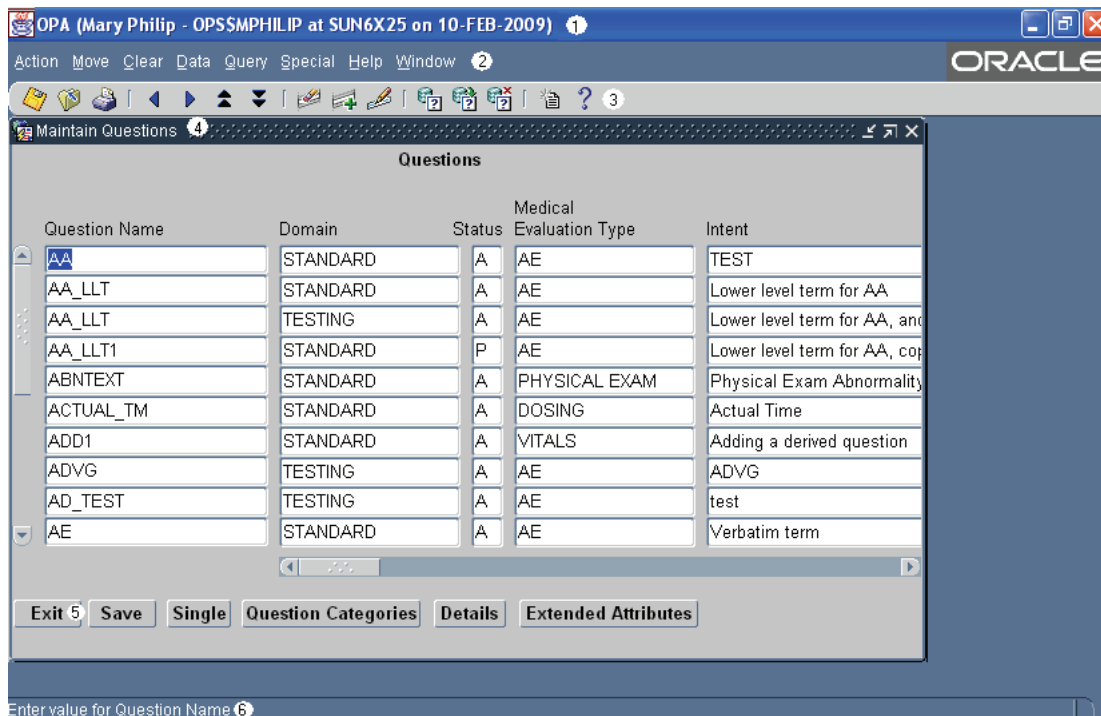 OPA (Mary Philip - OPS$MPHILIP at SUN6X25 on 10-FEB-2009) 1
Action Move Clear Data Query Special Help Window 2
ORACLE
? 3
Maintain Questions 4
Questions
Question Name Domain Status Medical Evaluation Type Intent
AA STANDARD A AE TEST
AA_LLT STANDARD A AE Lower level term for AA
AA_LLT TESTING A AE Lower level term for AA, and
AA_LLT1 STANDARD P AE Lower level term for AA, cop
ABNTEXT STANDARD A PHYSICAL EXAM Physical Exam Abnormality
ACTUAL_TM STANDARD A DOSING Actual Time
ADD1 STANDARD A VITALS Adding a derived question
ADVG TESTING A AE ADVG
AD_TEST TESTING A AE test
AE STANDARD A AE Verbatim term
Exit 5 Save Single Question Categories Details Extended Attributes
Enter value for Question Name 6